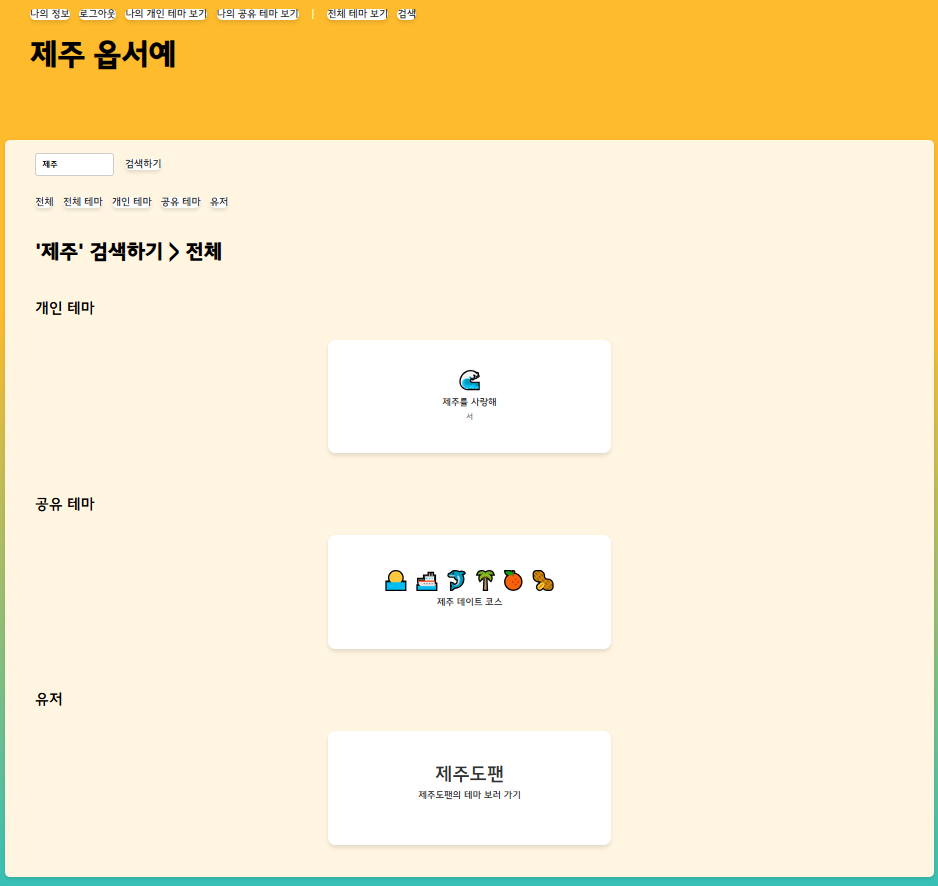 나의 정보 로그아웃 나의 개인 테마 보기 나의 공유 테마 보기 | 전체 테마 보기 검색
제주 옵서예
제주 검색하기
전체 전체 테마 개인 테마 공유 테마 유저
'제주' 검색하기 > 전체
개인 테마
제주를 사랑해
서
공유 테마
제주 데이트 코스
유저
제주도팬
제주도팬의 테마 보러 가기